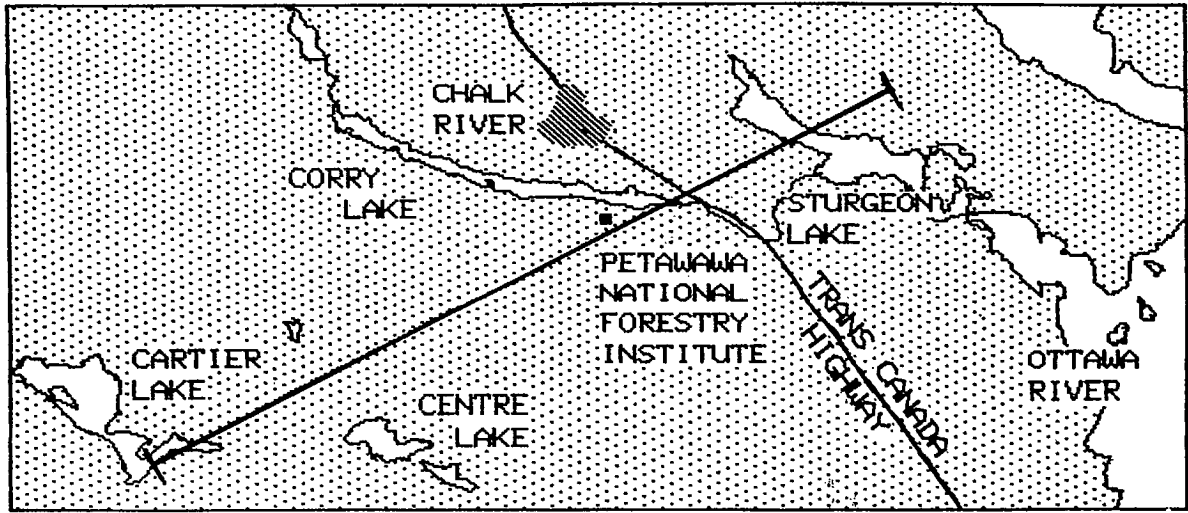 CHALK
RIVER
CORRY
LAKE
STURGEON
LAKE
PETAWAWA
NATIONAL
FORESTRY
INSTITUTE
TRANS CANADA
HIGHWAY
CARTIER
LAKE
CENTRE
LAKE
OTTAWA
RIVER